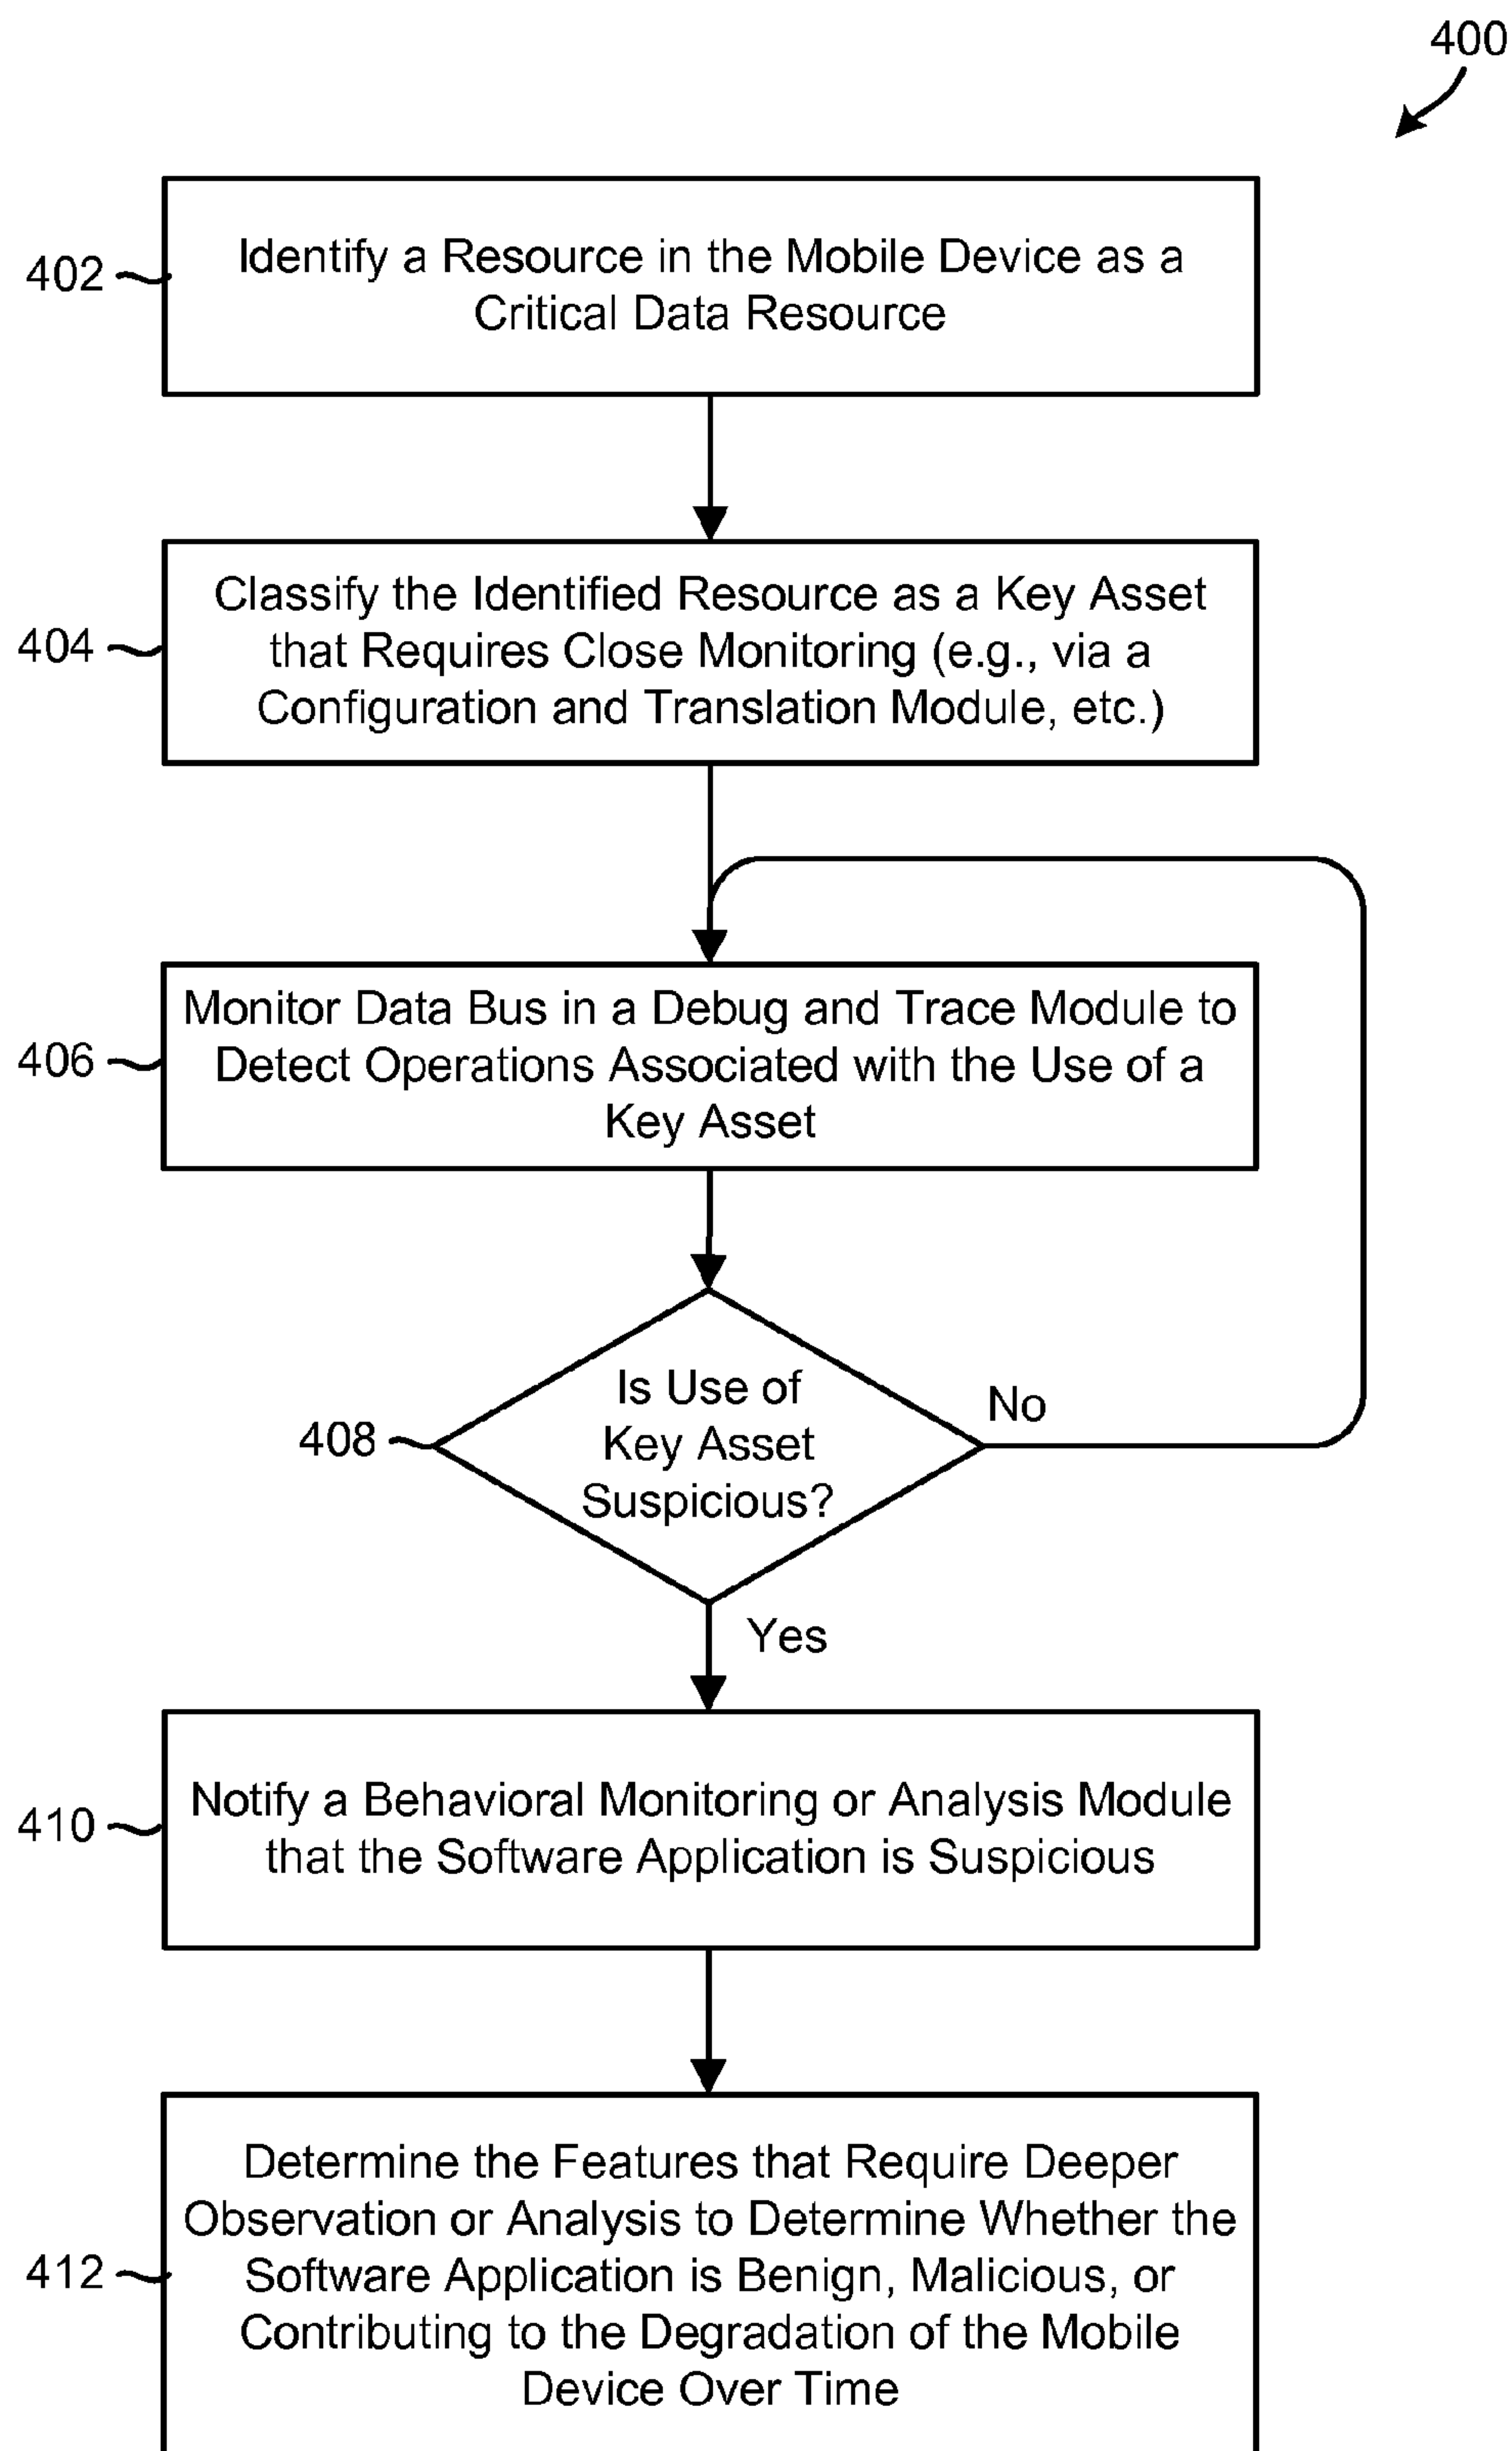 400
402
Identify a Resource in the Mobile Device as a
Critical Data Resource
404
Classify the Identified Resource as a Key Asset
that Requires Close Monitoring (e.g., via a
Configuration and Translation Module, etc.)
406
Monitor Data Bus in a Debug and Trace Module to
Detect Operations Associated with the Use of a
Key Asset
408
Is Use of
Key Asset
Suspicious?
No
Yes
410
Notify a Behavioral Monitoring or Analysis Module
that the Software Application is Suspicious
412
Determine the Features that Require Deeper
Observation or Analysis to Determine Whether the
Software Application is Benign, Malicious, or
Contributing to the Degradation of the Mobile
Device Over Time